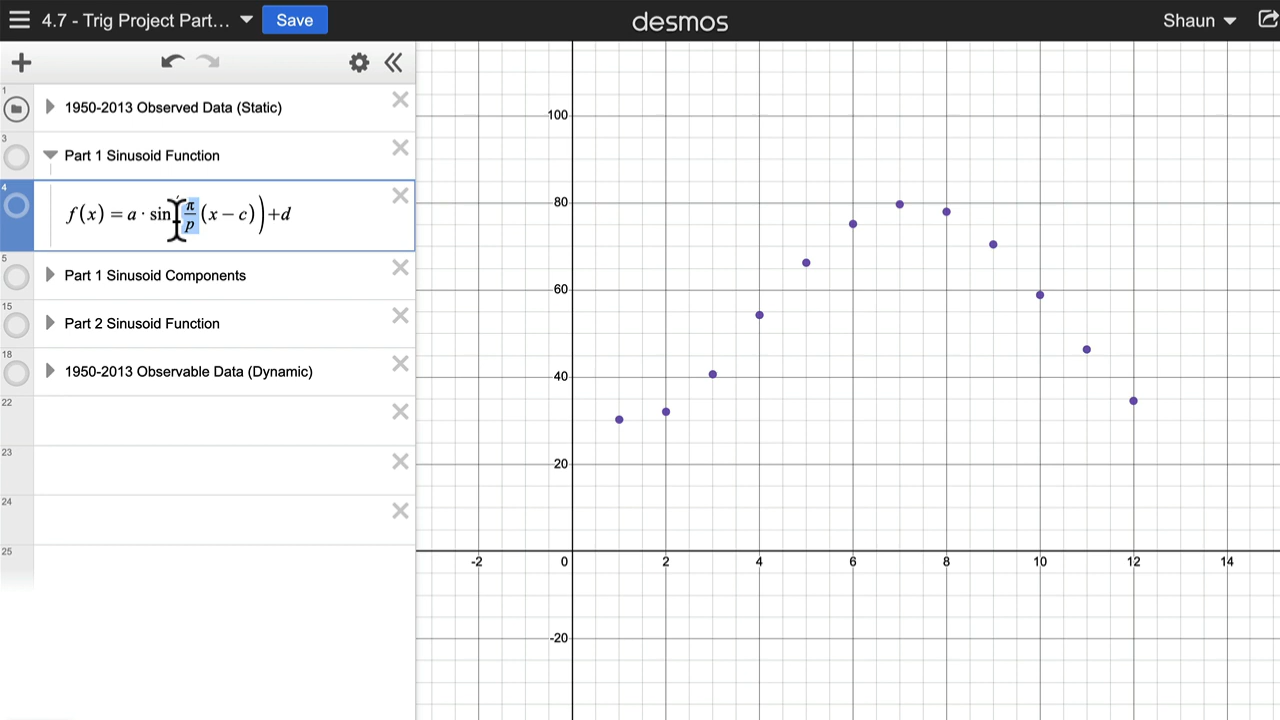 4.7 - Trig Project Part... Save desmos Shaun
1 1950-2013 Observed Data (Static)
3 Part 1 Sinusoid Function
4 f(x) = a · sin(π/p (x − c)) + d
5 Part 1 Sinusoid Components
15 Part 2 Sinusoid Function
18 1950-2013 Observable Data (Dynamic)
22
23
24
25
100
80
60
40
20
-2 0 2 4 6 8 10 12 14
-20